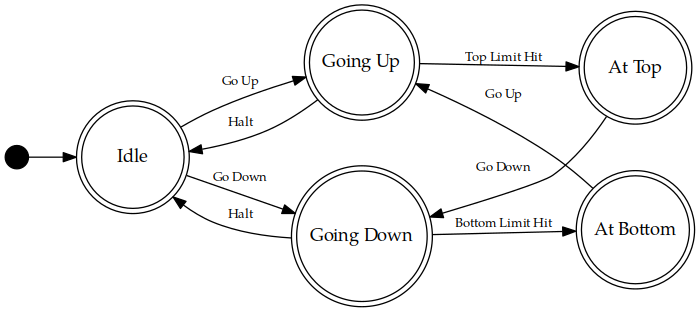 Going Up
Top Limit Hit
At Top
Go Up
Go Up
Halt
Idle
Go Down
Go Down
Halt
Bottom Limit Hit
Going Down
At Bottom